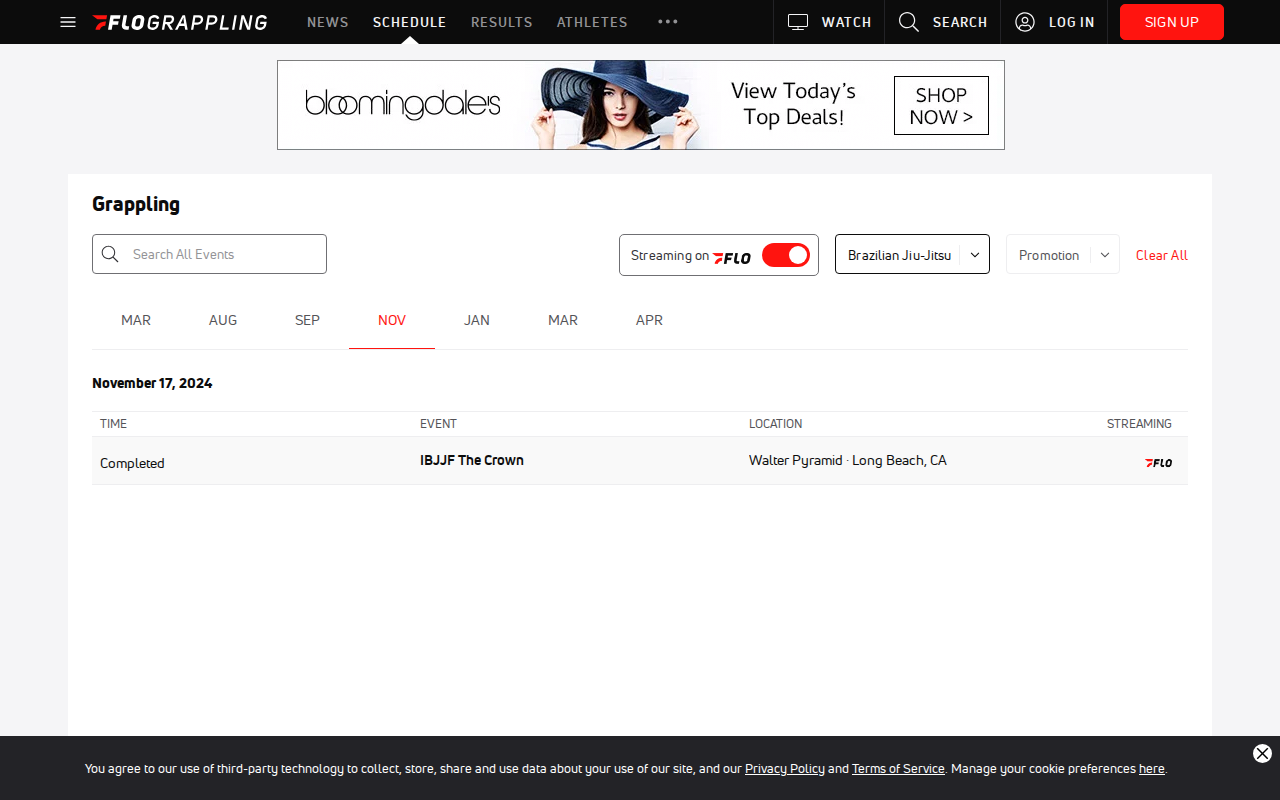 FLOGRAPPLING NEWS SCHEDULE RESULTS ATHLETES ••• WATCH SEARCH LOG IN SIGN UP
bloomingdale's
View Today's
Top Deals!
SHOP
NOW >
Grappling
Search All Events
Streaming on FLO
Brazilian Jiu-Jitsu
Promotion
Clear All
MAR AUG SEP NOV JAN MAR APR
November 17, 2024
TIME EVENT LOCATION STREAMING
Completed IBJJF The Crown Walter Pyramid · Long Beach, CA FLO
You agree to our use of third-party technology to collect, store, share and use data about your use of our site, and our Privacy Policy and Terms of Service. Manage your cookie preferences here.